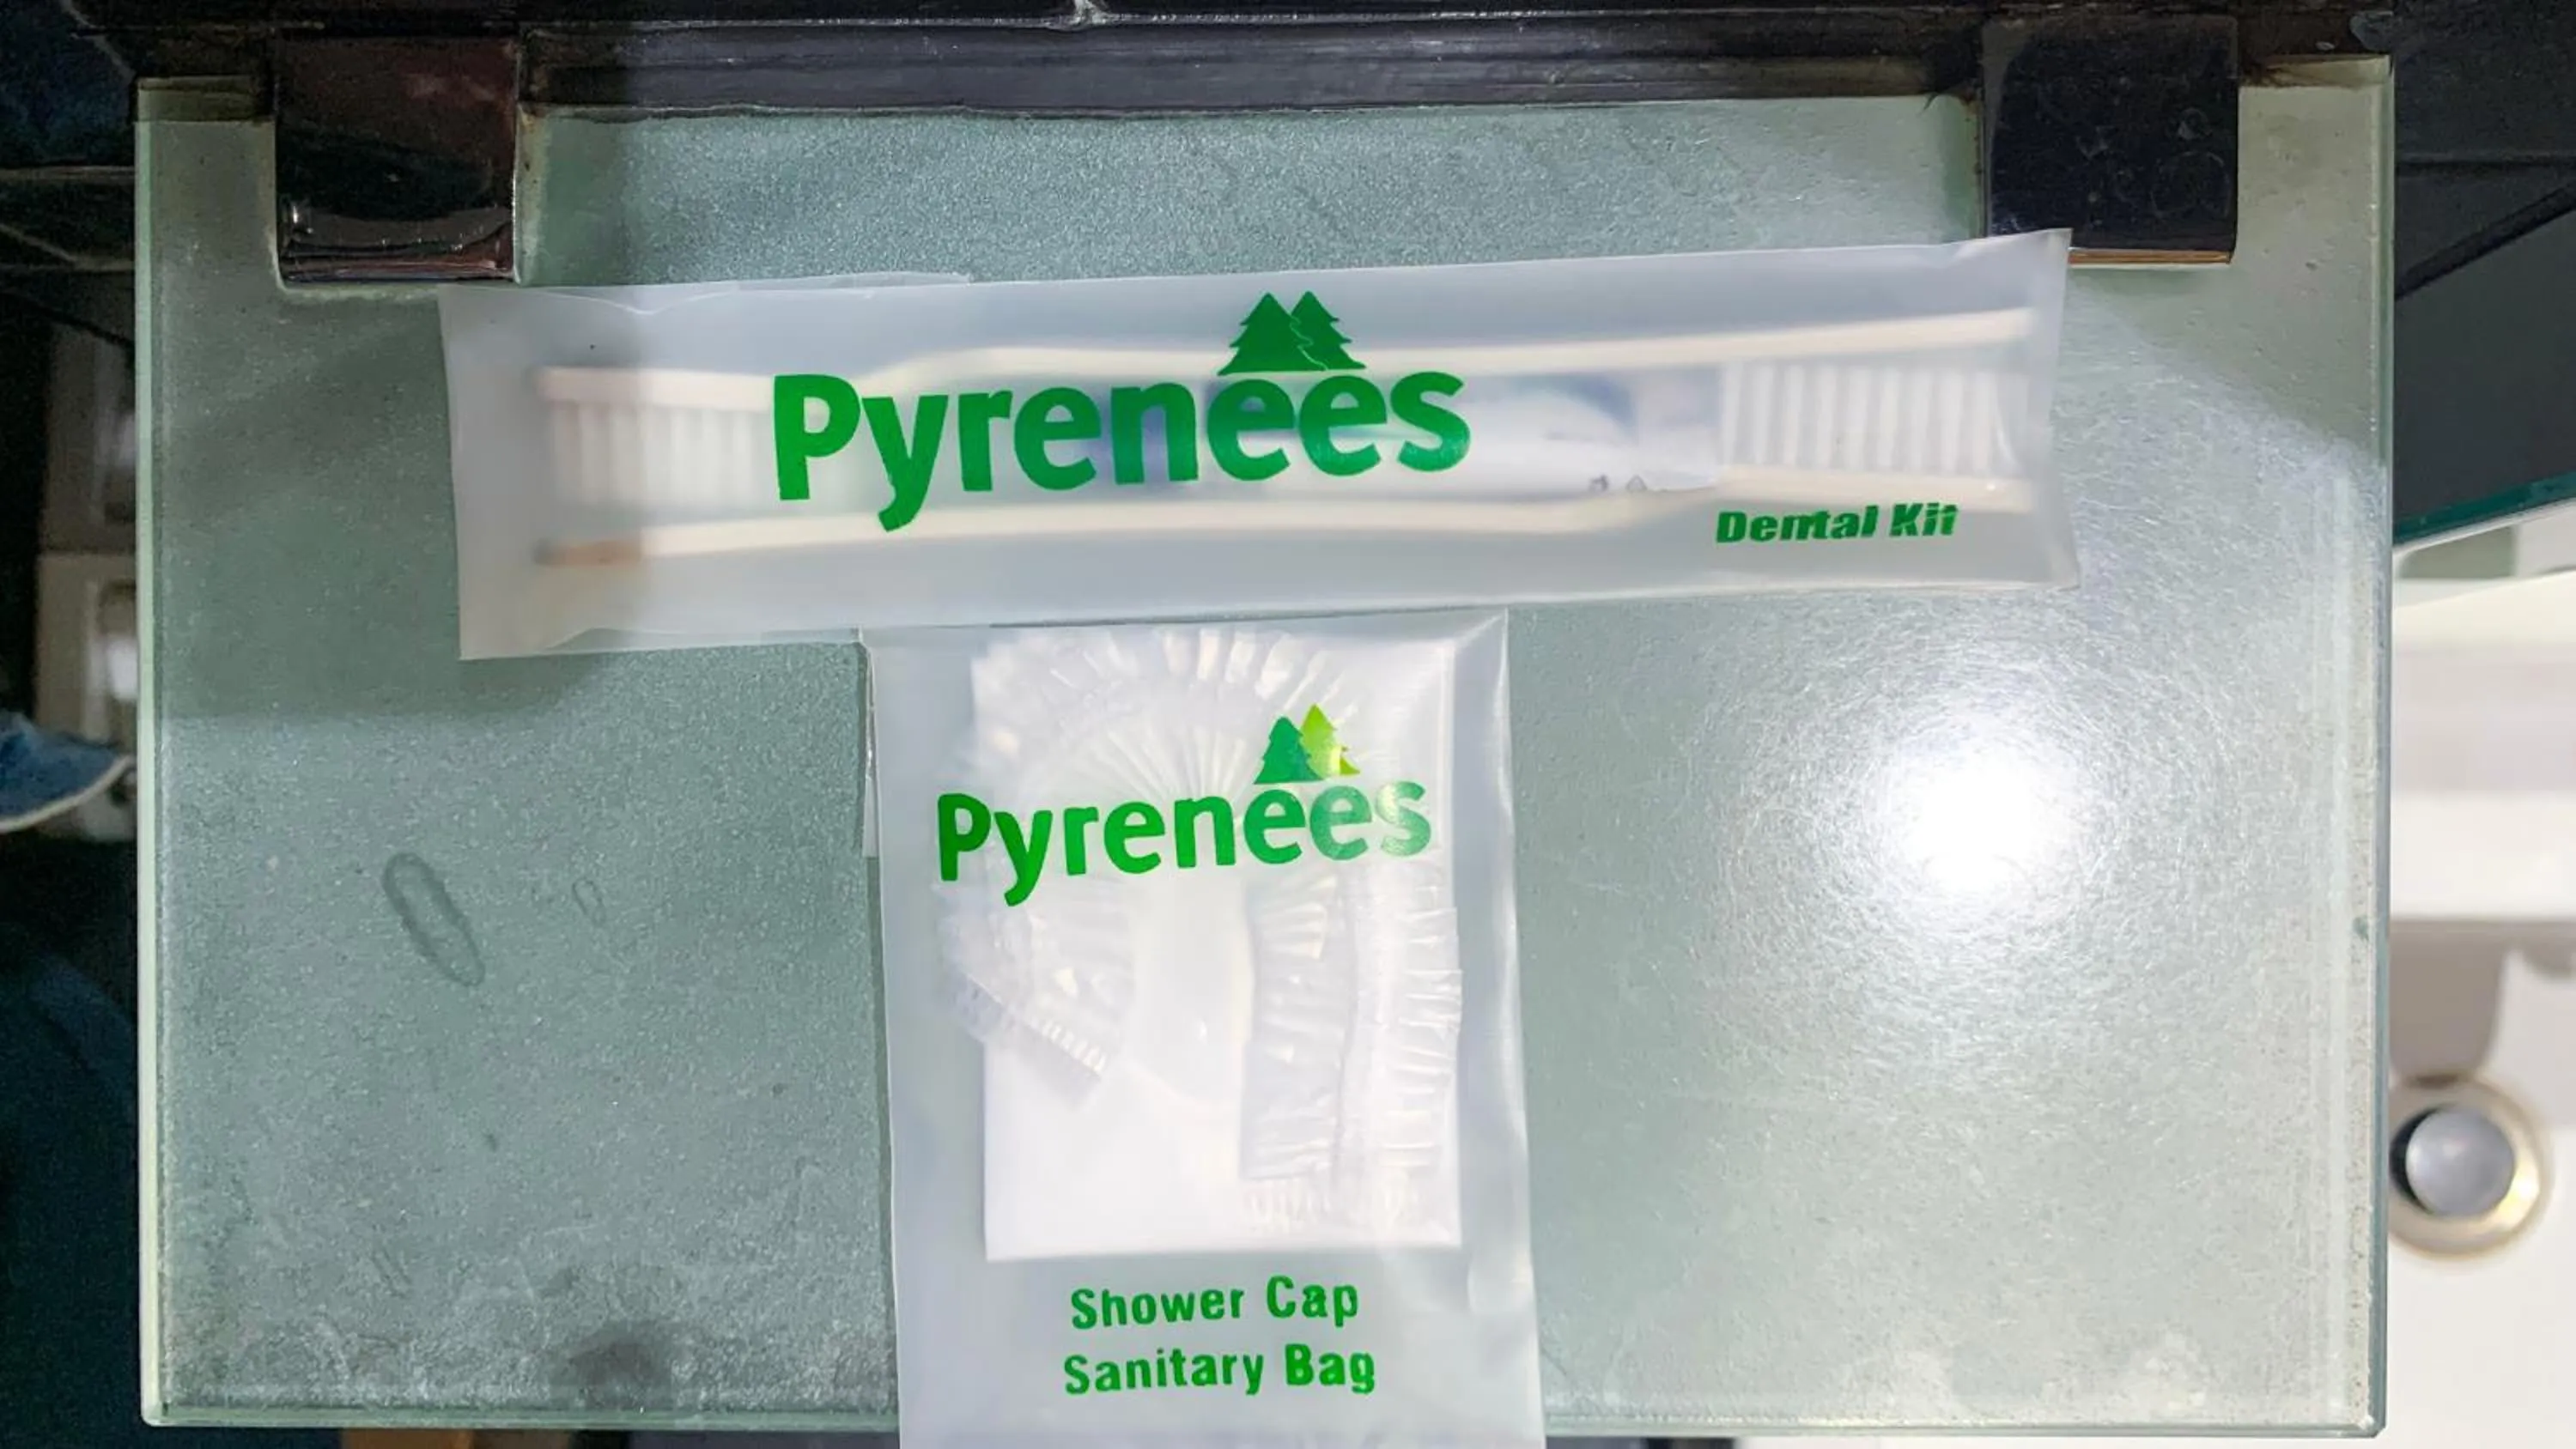 Pyrenees
Dental Kit
Pyrenees
Shower Cap
Sanitary Bag